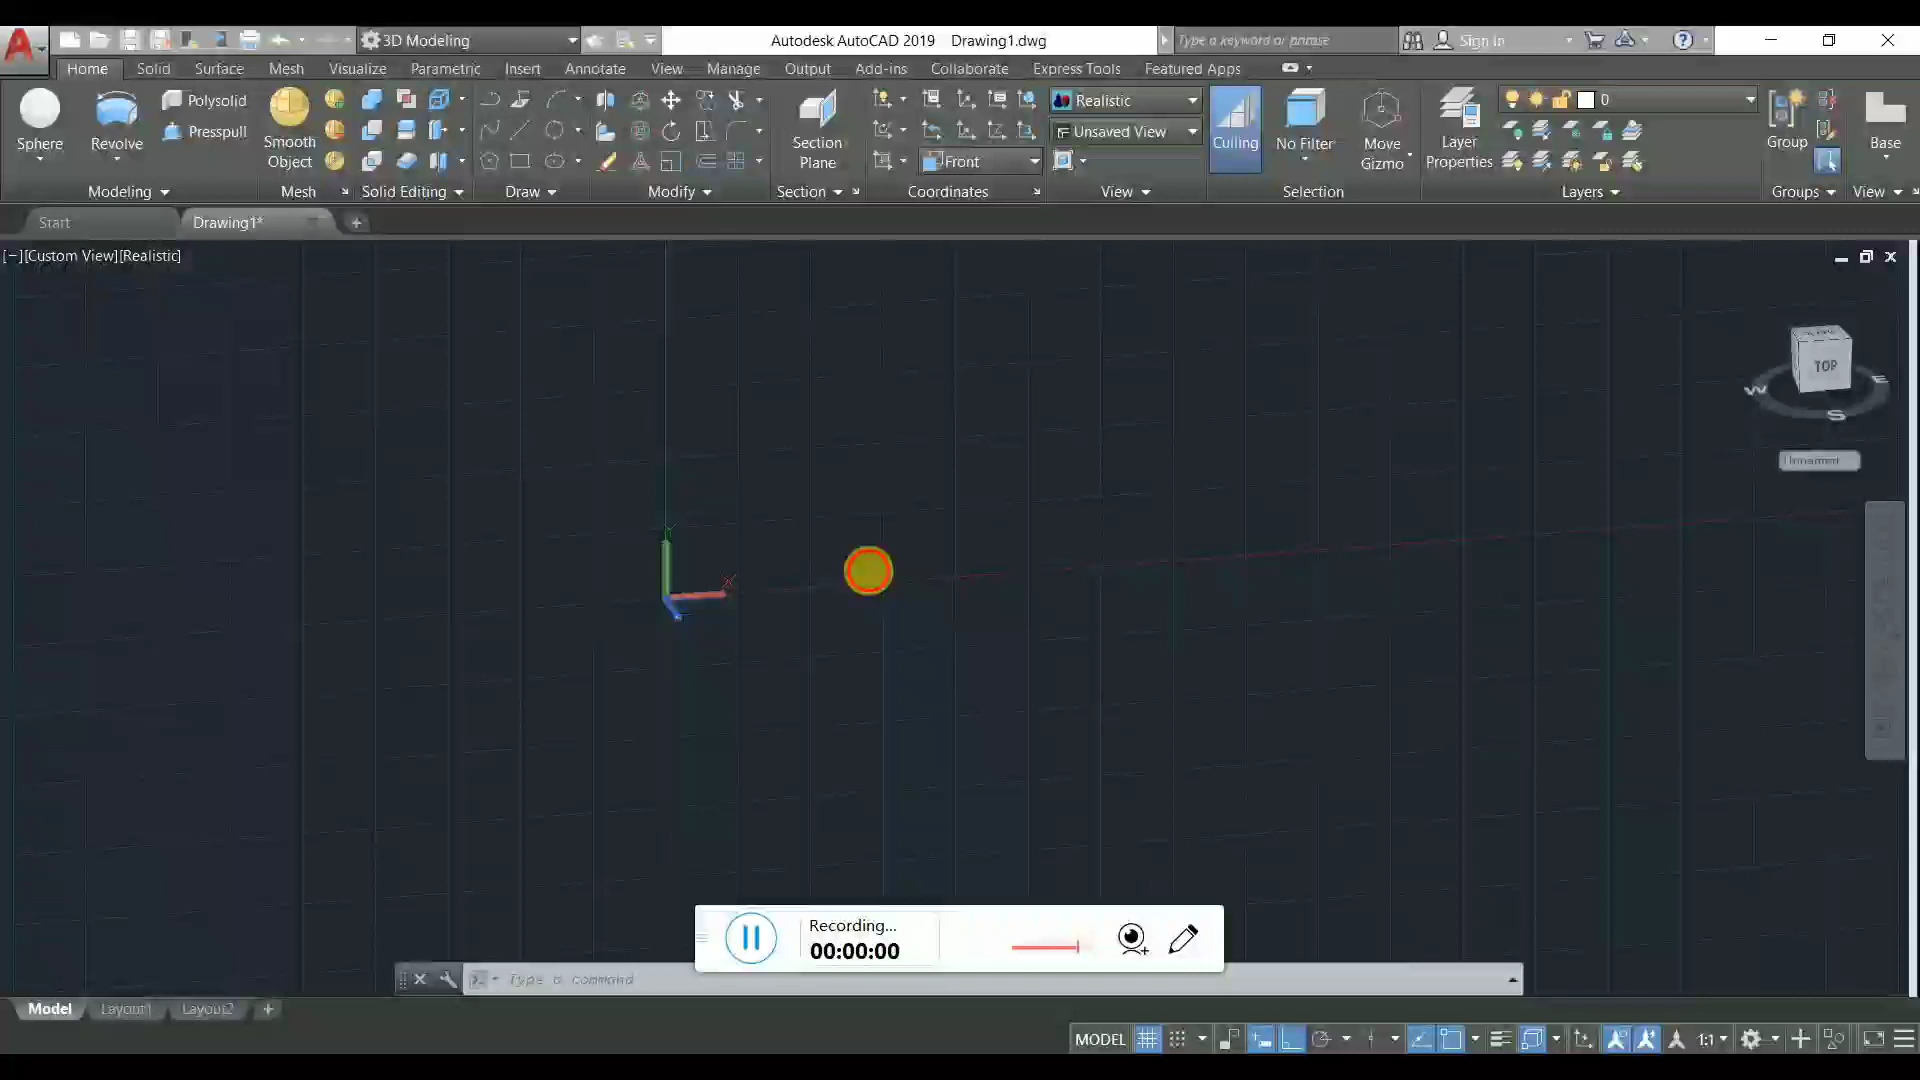 3D Modeling
Autodesk AutoCAD 2019 Drawing1.dwg
Type a keyword or phrase
Sign In
Home Solid Surface Mesh Visualize Parametric Insert Annotate View Manage Output Add-ins Collaborate Express Tools Featured Apps
Sphere
Revolve
Polysolid
Presspull
Smooth
Object
Section
Plane
Front
Realistic
Unsaved View
Culling
No Filter
Move
Gizmo
Layer
Properties
0
Group
Base
Modeling Mesh Solid Editing Draw Modify Section Coordinates View Selection Layers Groups View
Start Drawing1*
[−][Custom View][Realistic]
TOP
W
E
S
Unnamed
Y
X
Recording...
00:00:00
Type a command
Model Layout1 Layout2
MODEL
1:1